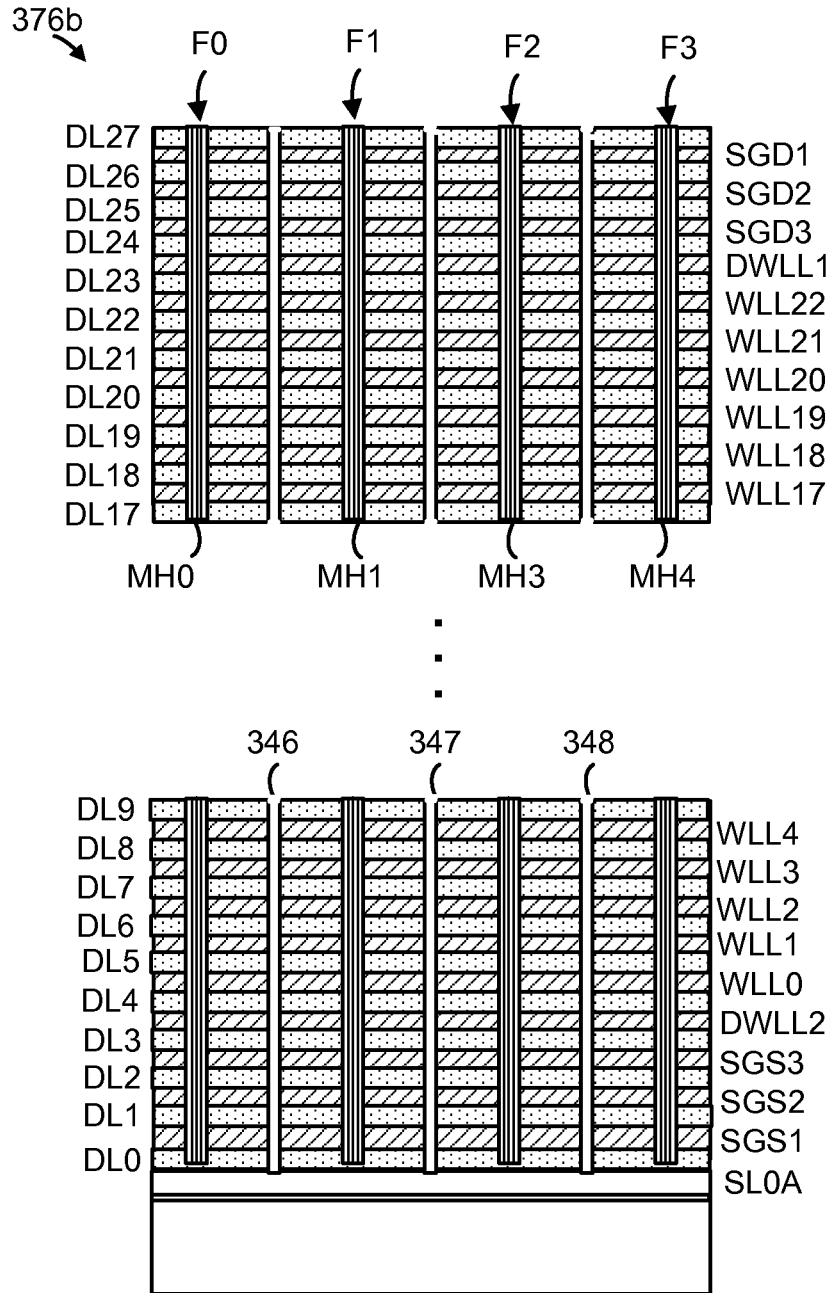 376b
F0 F1 F2 F3
DL27
SGD1
DL26
SGD2
DL25
SGD3
DL24
DWLL1
DL23
WLL22
DL22
WLL21
DL21
WLL20
DL20
WLL19
DL19
WLL18
DL18
WLL17
DL17
MH0 MH1 MH3 MH4
346 347 348
DL9
WLL4
DL8
WLL3
DL7
WLL2
DL6
WLL1
DL5
WLL0
DL4
DWLL2
DL3
SGS3
DL2
SGS2
DL1
SGS1
DL0
SL0A